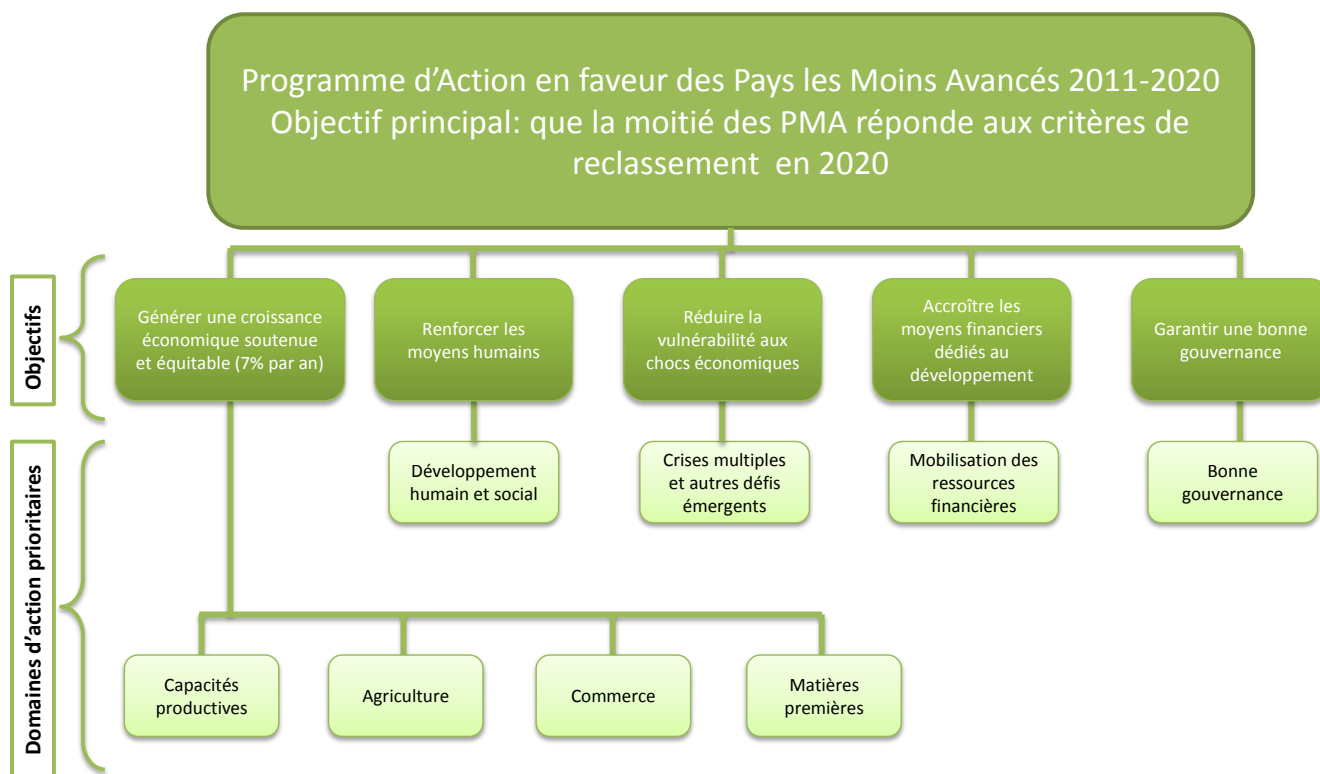 Programme d’Action en faveur des Pays les Moins Avancés 2011-2020
Objectif principal: que la moitié des PMA réponde aux critères de
reclassement en 2020
Objectifs
Générer une croissance
économique soutenue
et équitable (7% par an)
Renforcer les
moyens humains
Réduire la
vulnérabilité aux
chocs économiques
Accroître les
moyens financiers
dédiés au
développement
Garantir une bonne
gouvernance
Domaines d’action prioritaires
Développement
humain et social
Crises multiples
et autres défis
émergents
Mobilisation des
ressources
financières
Bonne
gouvernance
Capacités
productives
Agriculture
Commerce
Matières
premières